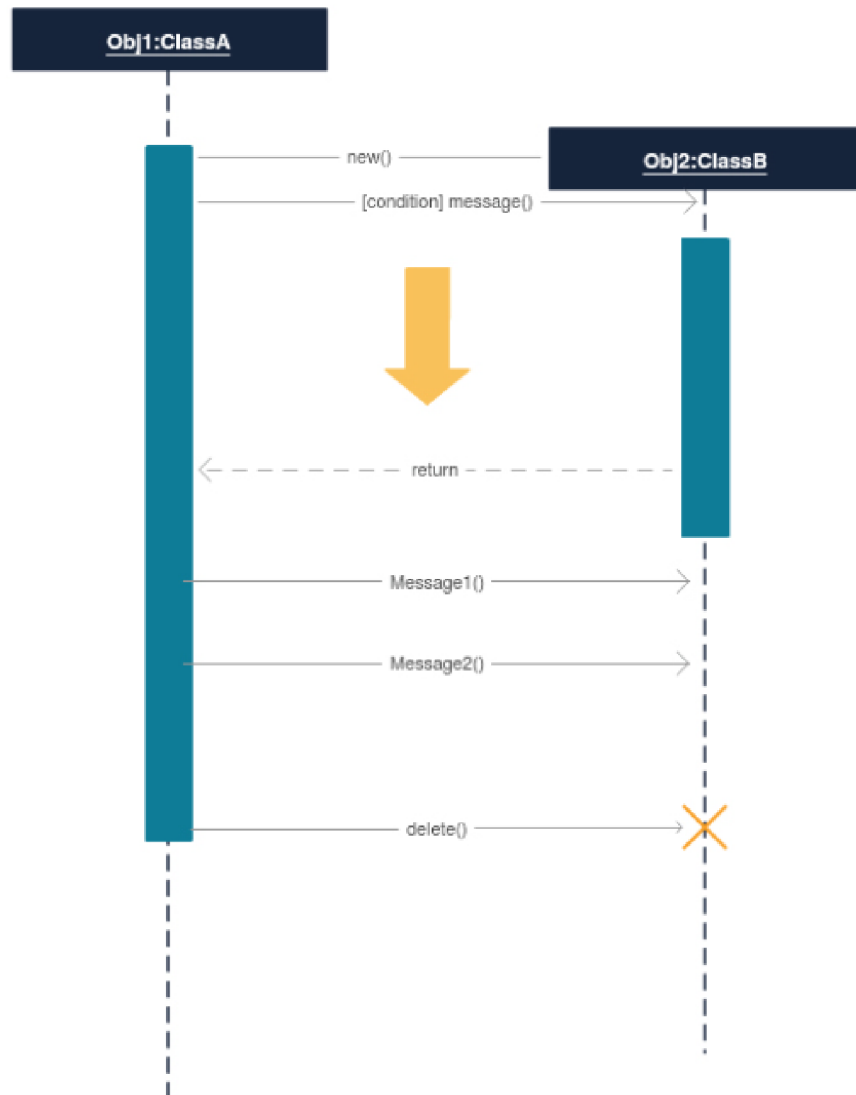 Obj1:ClassA
new()
Obj2:ClassB
[condition] message()
return
Message1()
Message2()
delete()